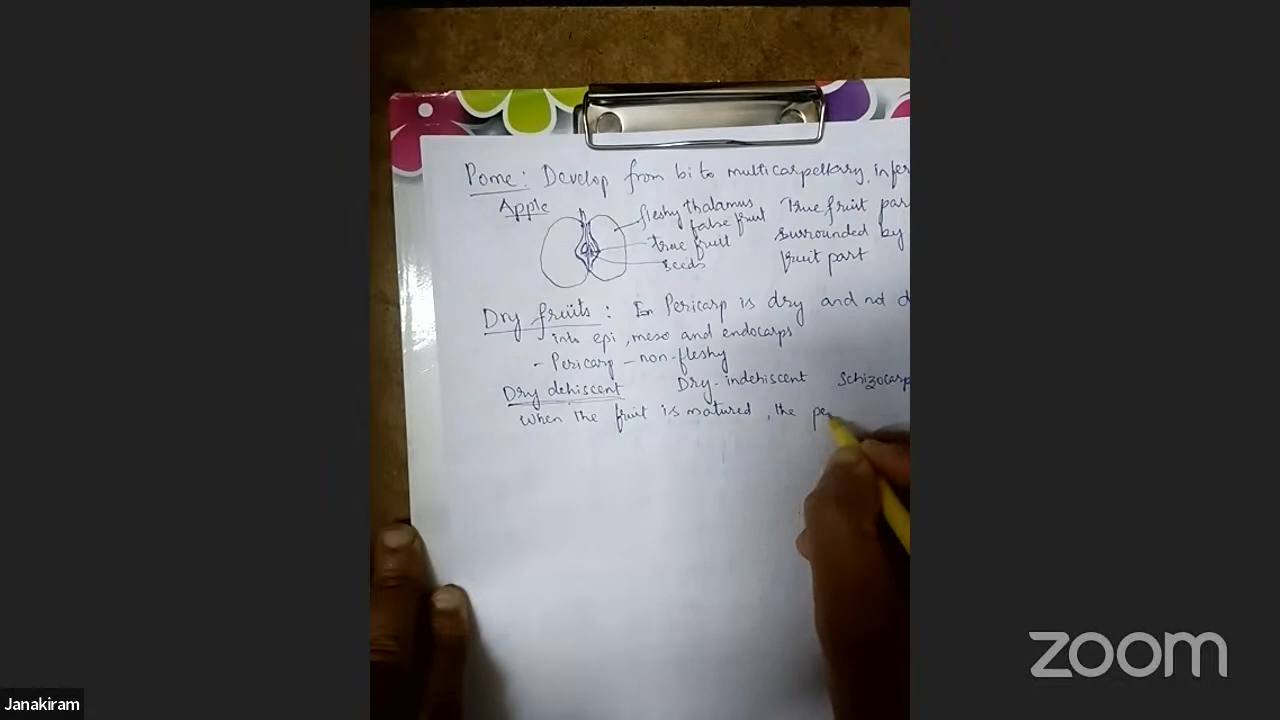 Pome: Develop from bi to multicarpellary, infer
Apple
fleshy thalamus
false fruit
true fruit
seeds
True fruit par
surrounded by
fruit part
Dry fruits: Pericarp is dry and not d
into epi, meso and endocarps
- Pericarp - non-fleshy
Dry dehiscent Dry-indehiscent Schizocarp
When the fruit is matured, the pe
zoom
Janakiram